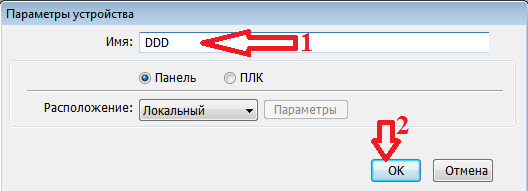 Параметры устройства
Имя: DDD 1
Панель ПЛК
Расположение: Локальный Параметры
2
OK Отмена